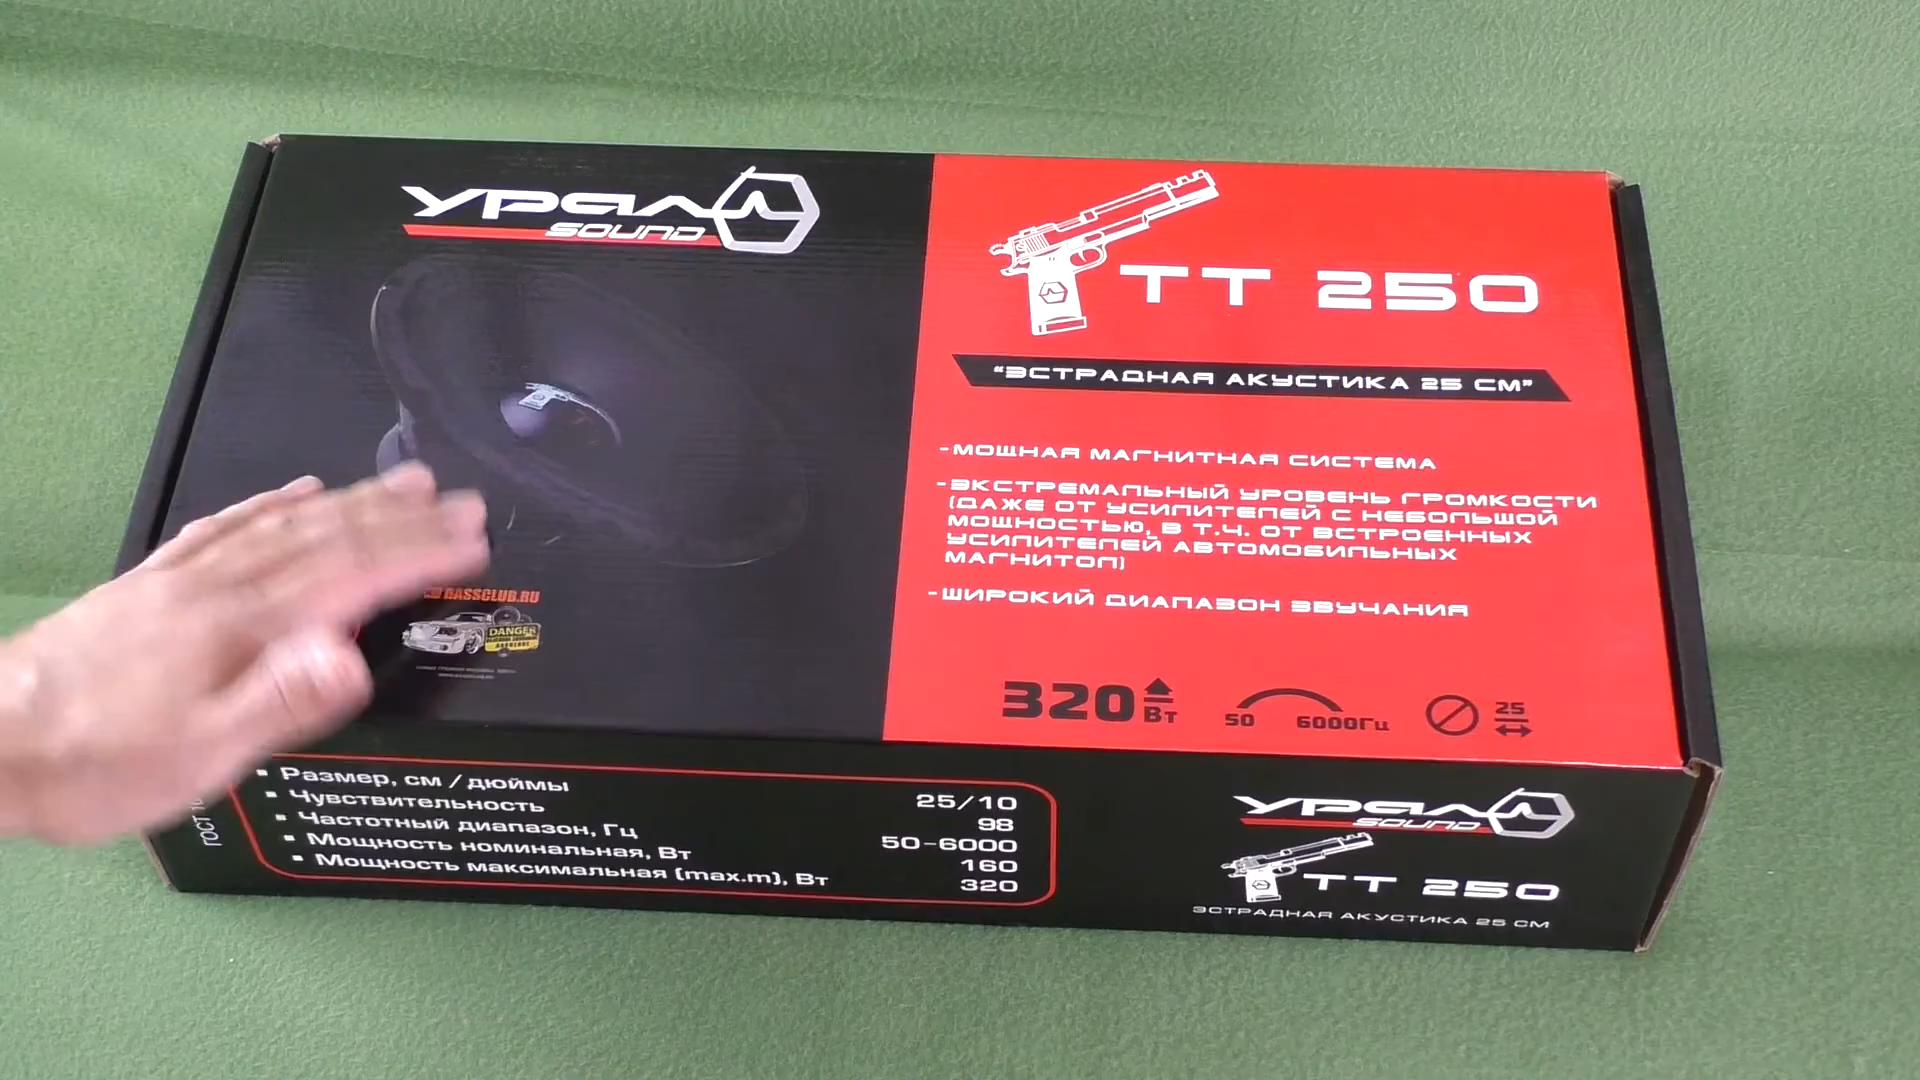 УРАЛ
SOUND
ТТ 250
“ЭСТРАДНАЯ АКУСТИКА 25 СМ”
-МОЩНАЯ МАГНИТНАЯ СИСТЕМА
-ЭКСТРЕМАЛЬНЫЙ УРОВЕНЬ ГРОМКОСТИ
(ДАЖЕ ОТ УСИЛИТЕЛЕЙ С НЕБОЛЬШОЙ
МОЩНОСТЬЮ, В Т.Ч. ОТ ВСТРОЕННЫХ
УСИЛИТЕЛЕЙ АВТОМОБИЛЬНЫХ
МАГНИТОЛ)
-ШИРОКИЙ ДИАПАЗОН ЗВУЧАНИЯ
BASSCLUB.RU
DANGER
320 Вт
50 6000Гц
25
ГОСТ
▪ Размер, см / дюймы 25/10
▪ Чувствительность 98
▪ Частотный диапазон, Гц 50-6000
▪ Мощность номинальная, Вт 160
▪ Мощность максимальная (max.m), Вт 320
УРАЛ
SOUND
ТТ 250
ЭСТРАДНАЯ АКУСТИКА 25 СМ